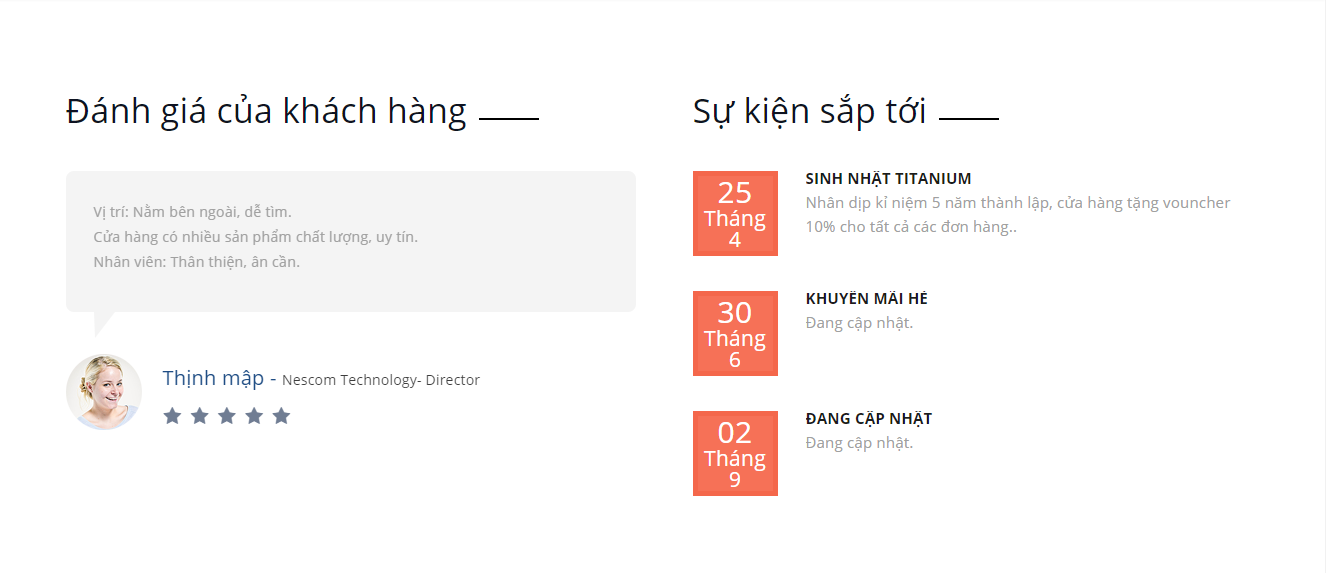 Đánh giá của khách hàng
Vị trí: Nằm bên ngoài, dễ tìm.
Cửa hàng có nhiều sản phẩm chất lượng, uy tín.
Nhân viên: Thân thiện, ân cần.
Thịnh mập - Nescom Technology- Director
Sự kiện sắp tới
25
Tháng
4
SINH NHẬT TITANIUM
Nhân dịp kỉ niệm 5 năm thành lập, cửa hàng tặng vouncher
10% cho tất cả các đơn hàng..
30
Tháng
6
KHUYẾN MÃI HÈ
Đang cập nhật.
02
Tháng
9
ĐANG CẬP NHẬT
Đang cập nhật.